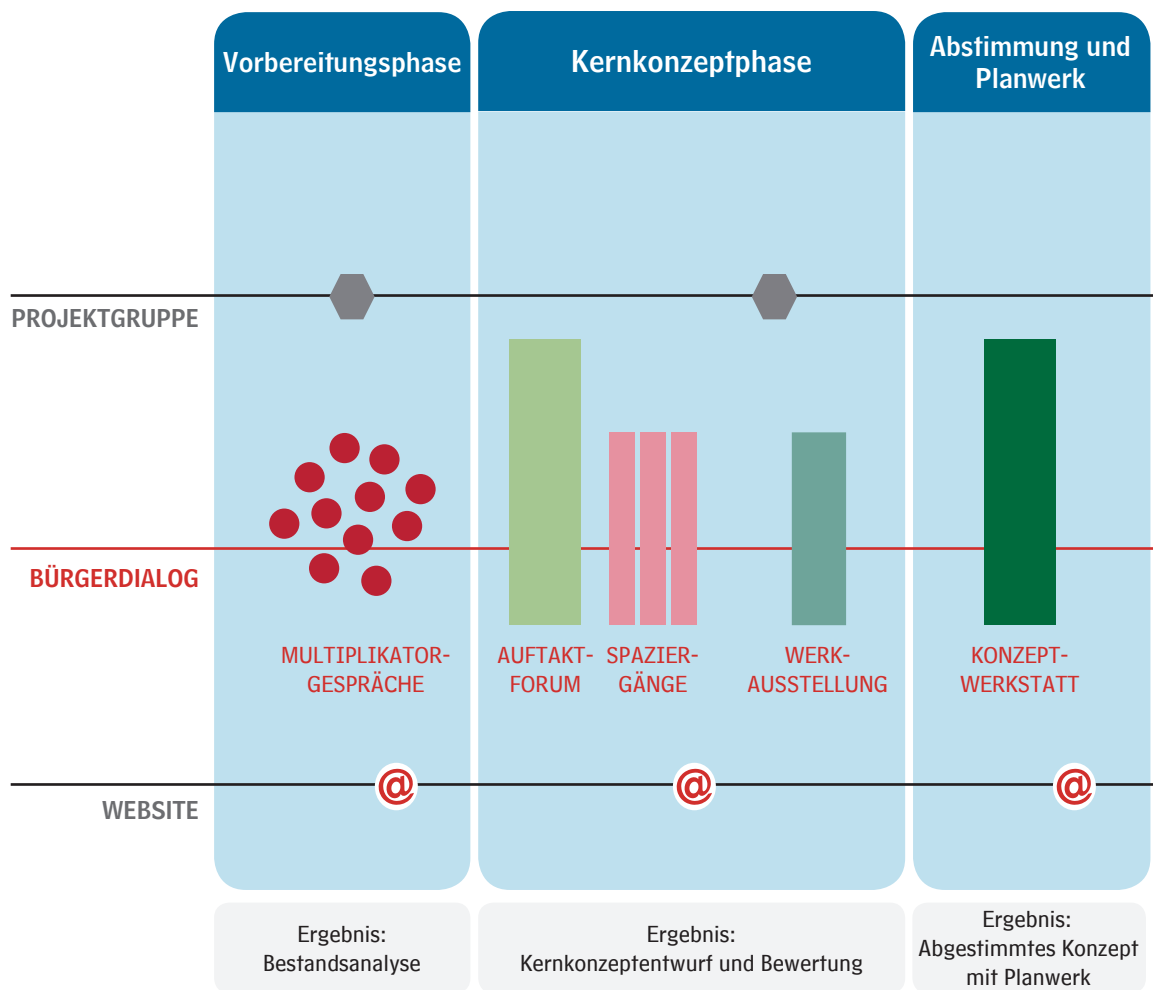 Vorbereitungsphase
Kernkonzeptphase
Abstimmung und
Planwerk
PROJEKTGRUPPE
BÜRGERDIALOG
MULTIPLIKATOR-
GESPRÄCHE
AUFTAKT-
FORUM
SPAZIER-
GÄNGE
WERK-
AUSSTELLUNG
KONZEPT-
WERKSTATT
@
@
@
WEBSITE
Ergebnis:
Bestandsanalyse
Ergebnis:
Kernkonzeptentwurf und Bewertung
Ergebnis:
Abgestimmtes Konzept
mit Planwerk